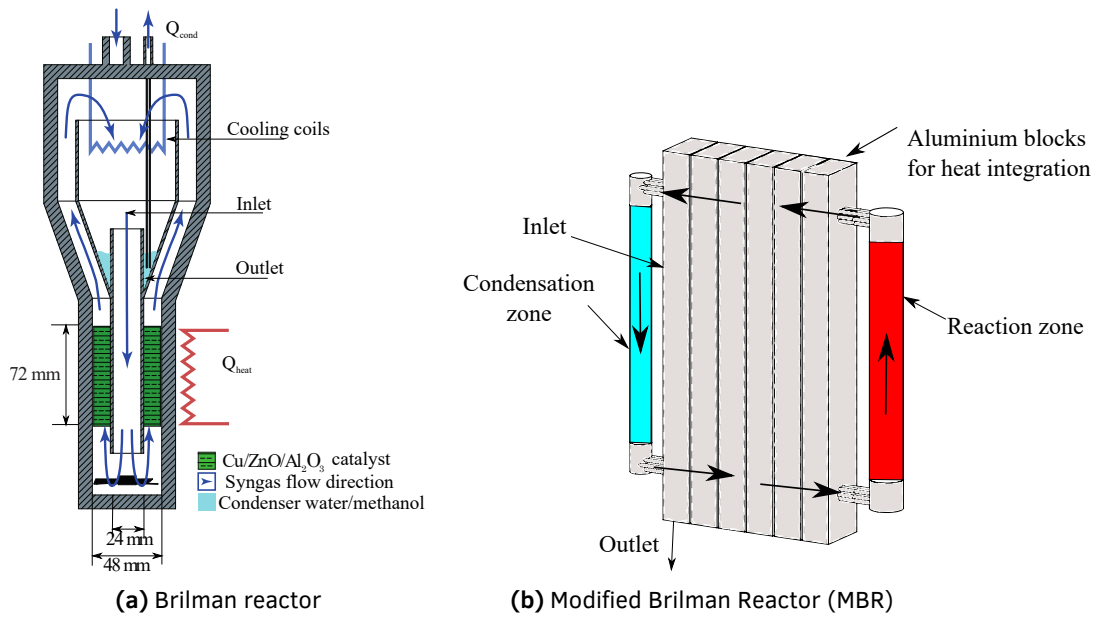 Q_cond
Cooling coils
Inlet
Outlet
72 mm
Q_heat
Cu/ZnO/Al₂O₃ catalyst
Syngas flow direction
Condenser water/methanol
24 mm
48 mm
(a) Brilman reactor
Aluminium blocks
for heat integration
Inlet
Condensation
zone
Reaction zone
Outlet
(b) Modified Brilman Reactor (MBR)